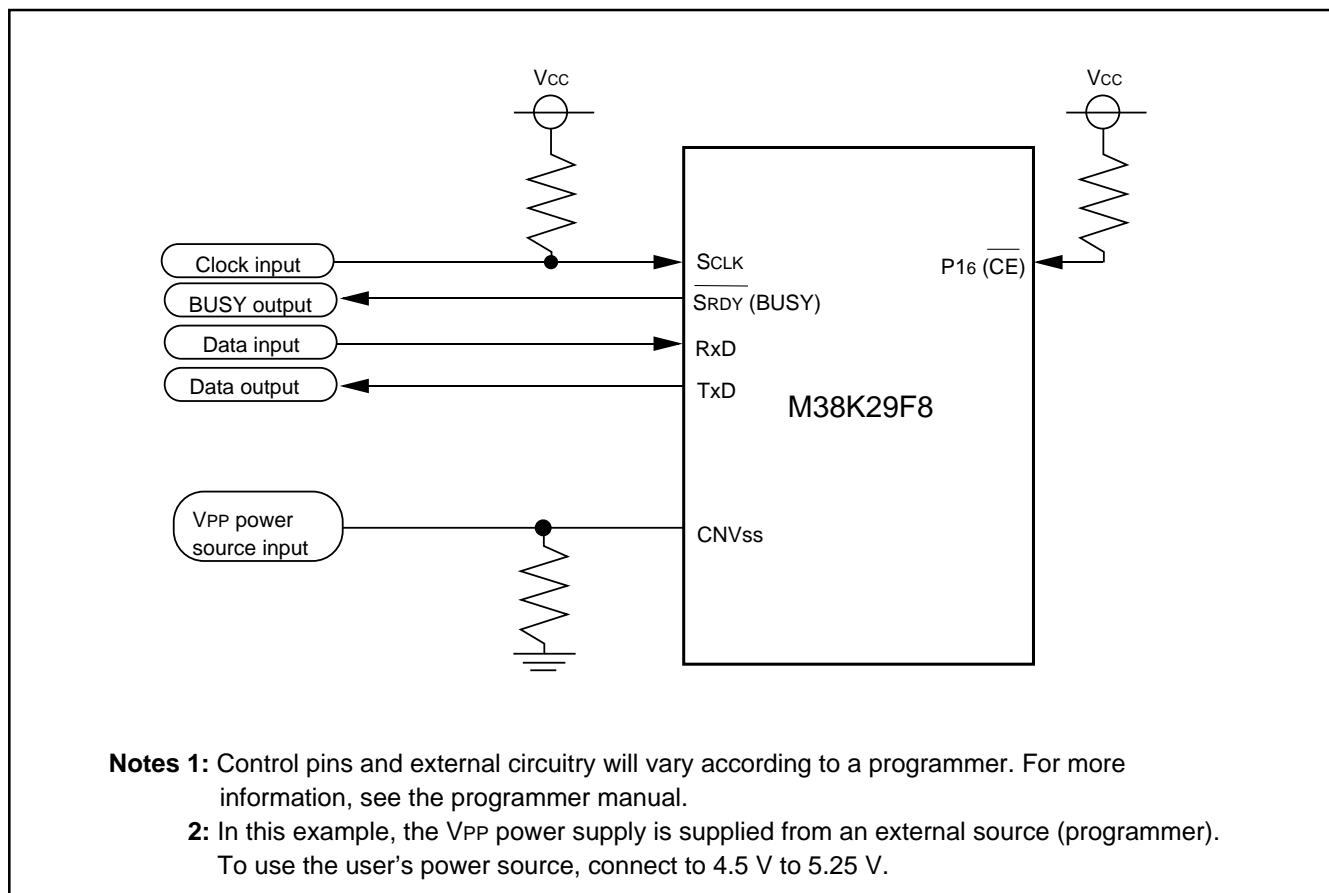 Vcc
Vcc
Clock input
SCLK
P16 (CE)
BUSY output
SRDY (BUSY)
Data input
RxD
Data output
TxD
M38K29F8
VPP power
source input
CNVss
Notes 1: Control pins and external circuitry will vary according to a programmer. For more
information, see the programmer manual.
2: In this example, the VPP power supply is supplied from an external source (programmer).
To use the user's power source, connect to 4.5 V to 5.25 V.